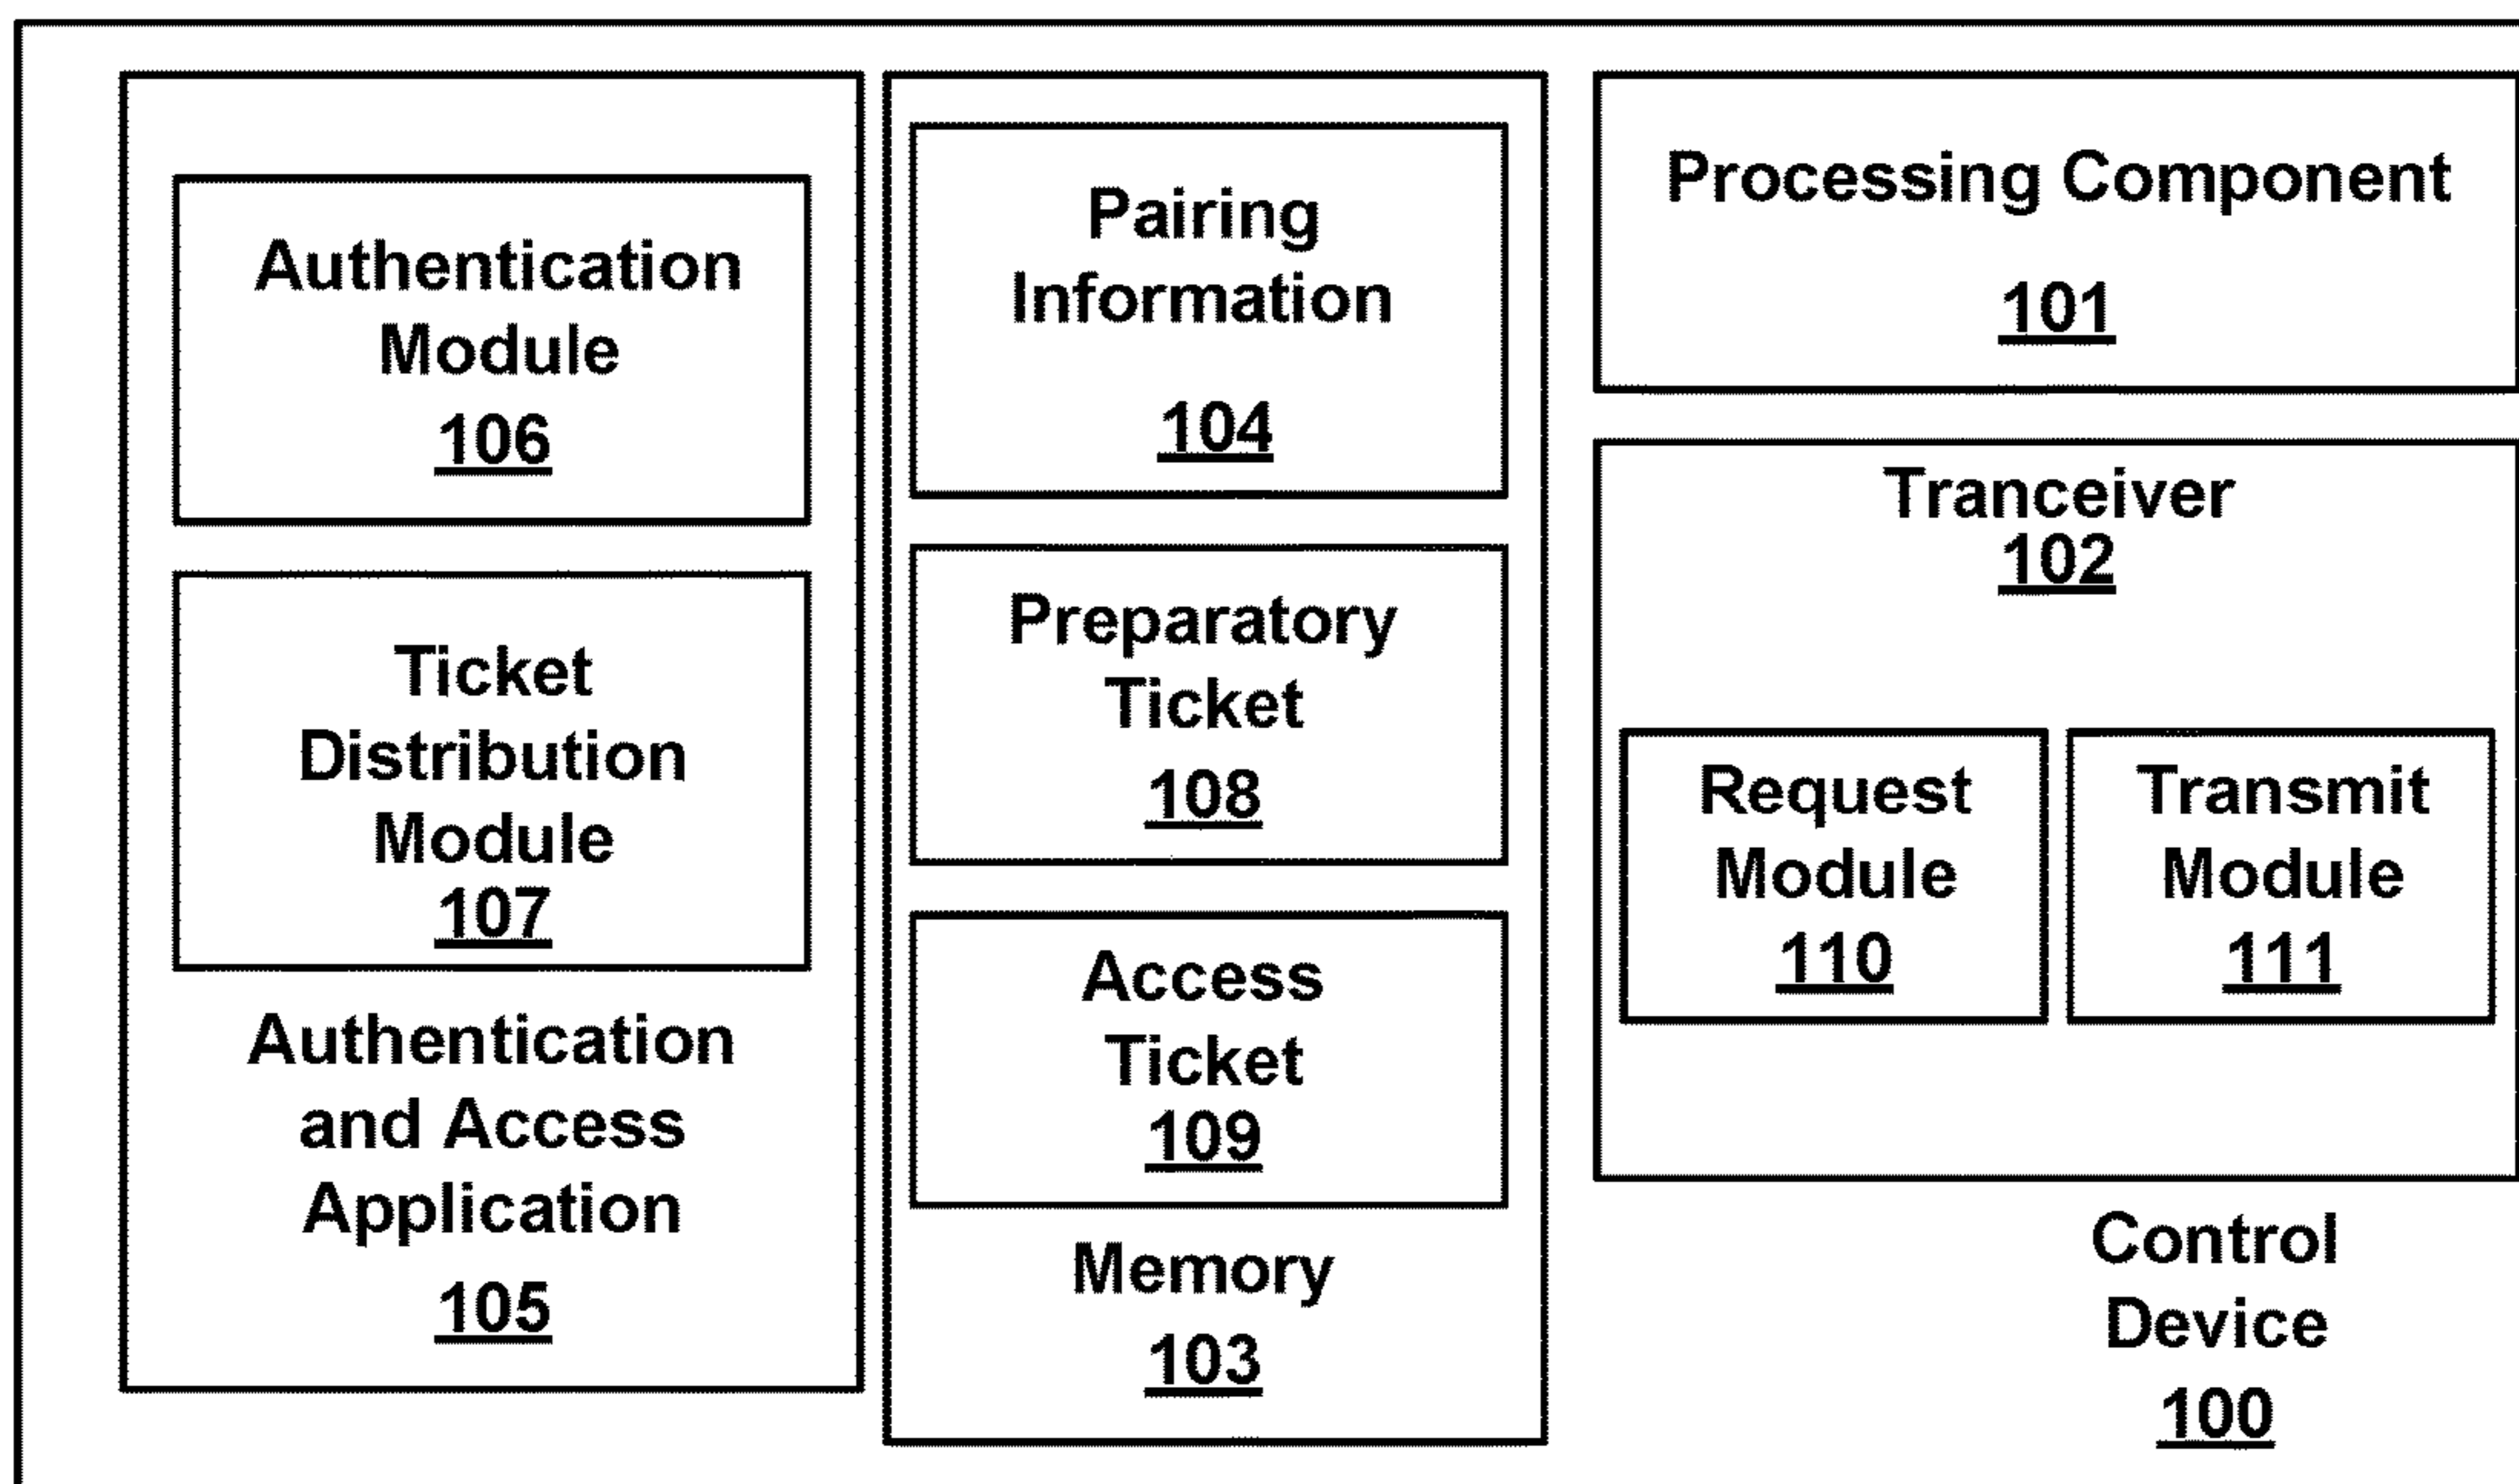 Authentication
Module
106
Ticket
Distribution
Module
107
Authentication
and Access
Application
105
Pairing
Information
104
Preparatory
Ticket
108
Access
Ticket
109
Memory
103
Processing Component
101
Tranceiver
102
Request
Module
110
Transmit
Module
111
Control
Device
100